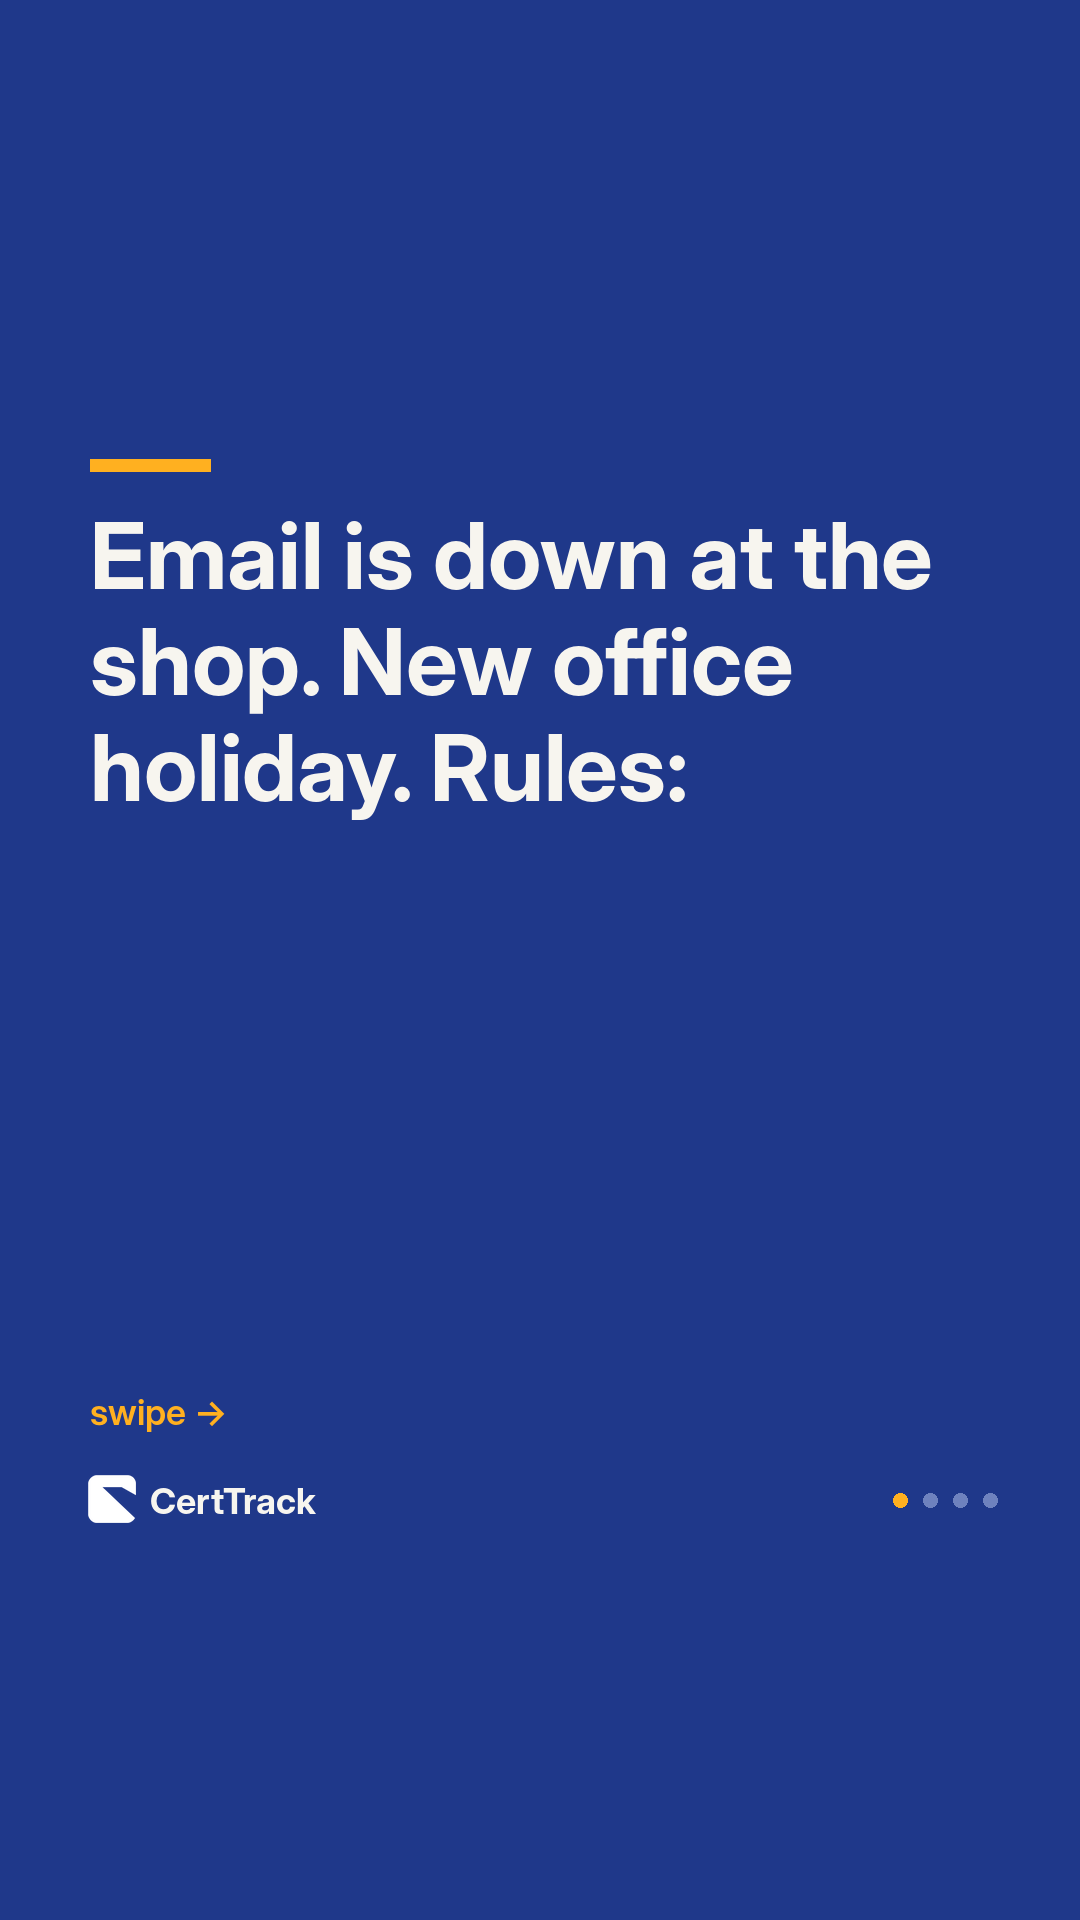 Email is down at the
shop. New office
holiday. Rules:
swipe →
CertTrack